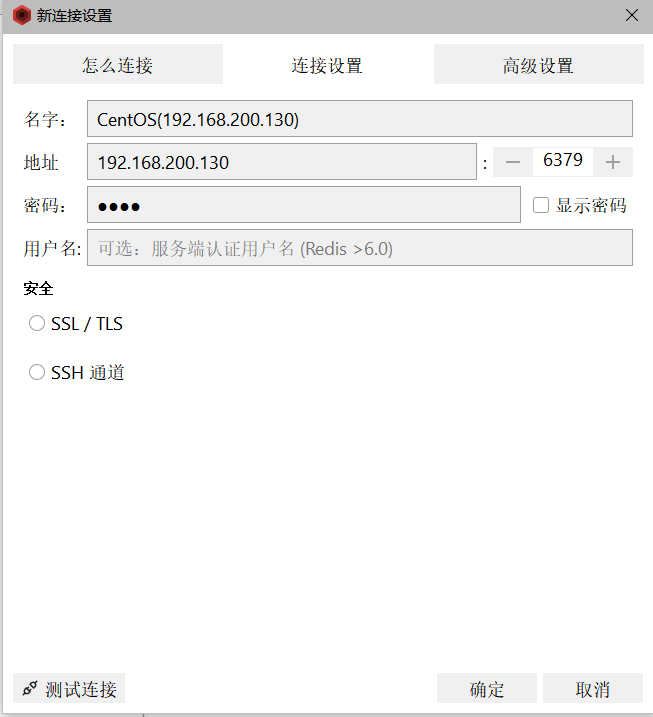 新连接设置
怎么连接 连接设置 高级设置
名字： CentOS(192.168.200.130)
地址 192.168.200.130 : 6379
密码： ●●●● 显示密码
用户名: 可选：服务端认证用户名 (Redis >6.0)
安全
SSL / TLS
SSH 通道
测试连接 确定 取消